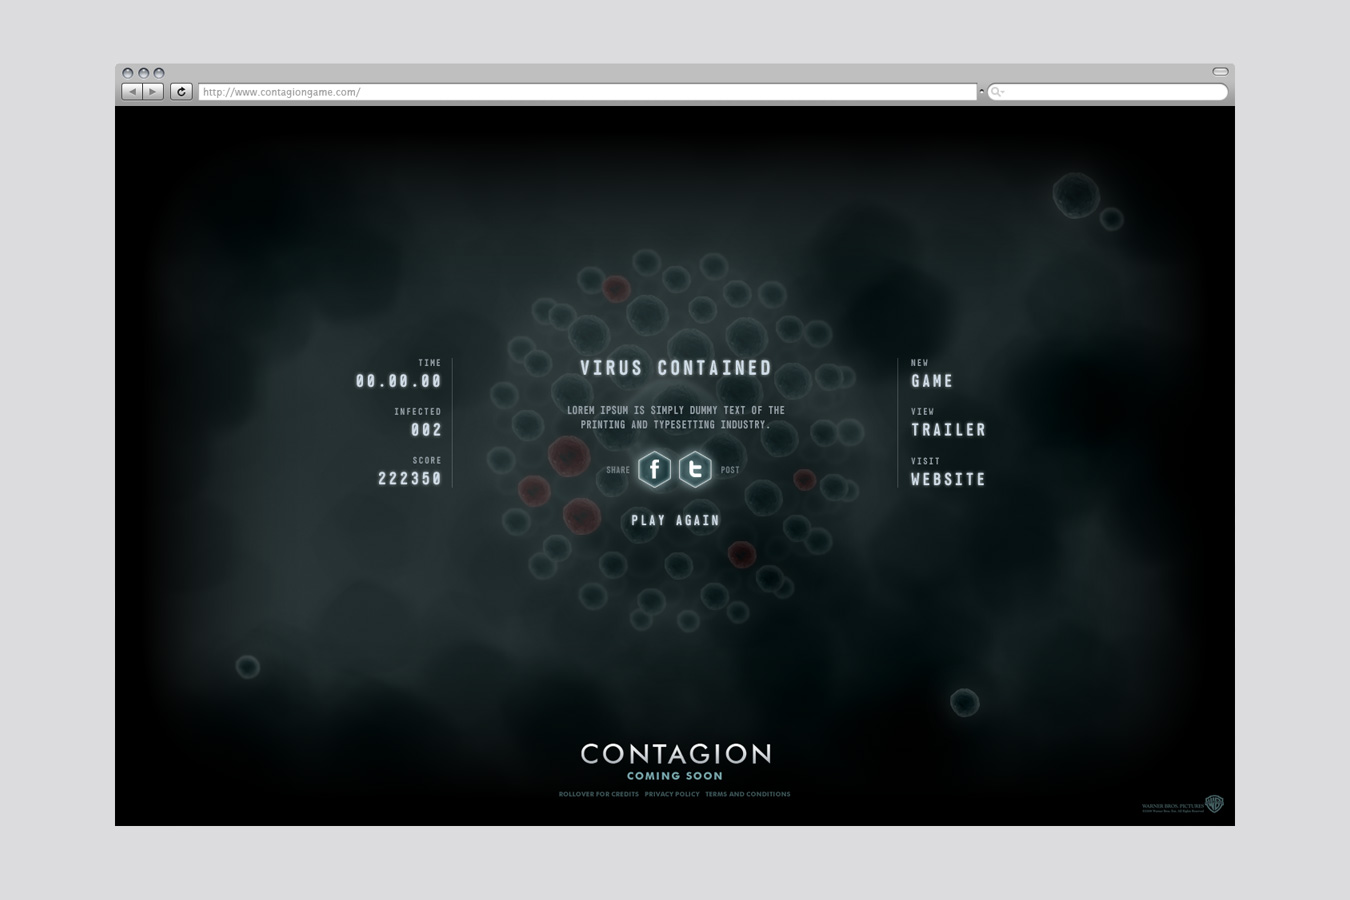 http://www.contagiongame.com/
TIME
00.00.00
INFECTED
002
SCORE
222350
VIRUS CONTAINED
LOREM IPSUM IS SIMPLY DUMMY TEXT OF THE
PRINTING AND TYPESETTING INDUSTRY.
SHARE f t POST
PLAY AGAIN
NEW
GAME
VIEW
TRAILER
VISIT
WEBSITE
CONTAGION
COMING SOON
ROLLOVER FOR CREDITS PRIVACY POLICY TERMS AND CONDITIONS
WARNER BROS. PICTURES
WB